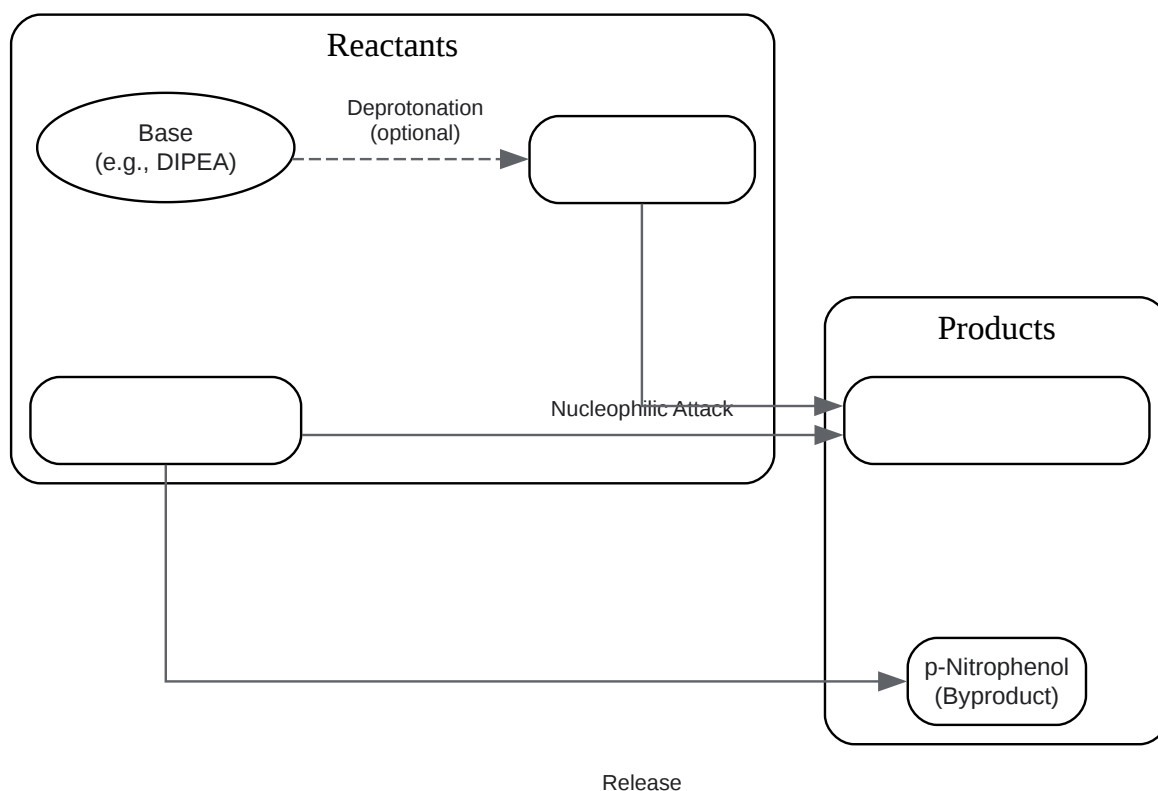 Reactants
Base
(e.g., DIPEA)
Deprotonation
(optional)
Products
Nucleophilic Attack
p-Nitrophenol
(Byproduct)
Release